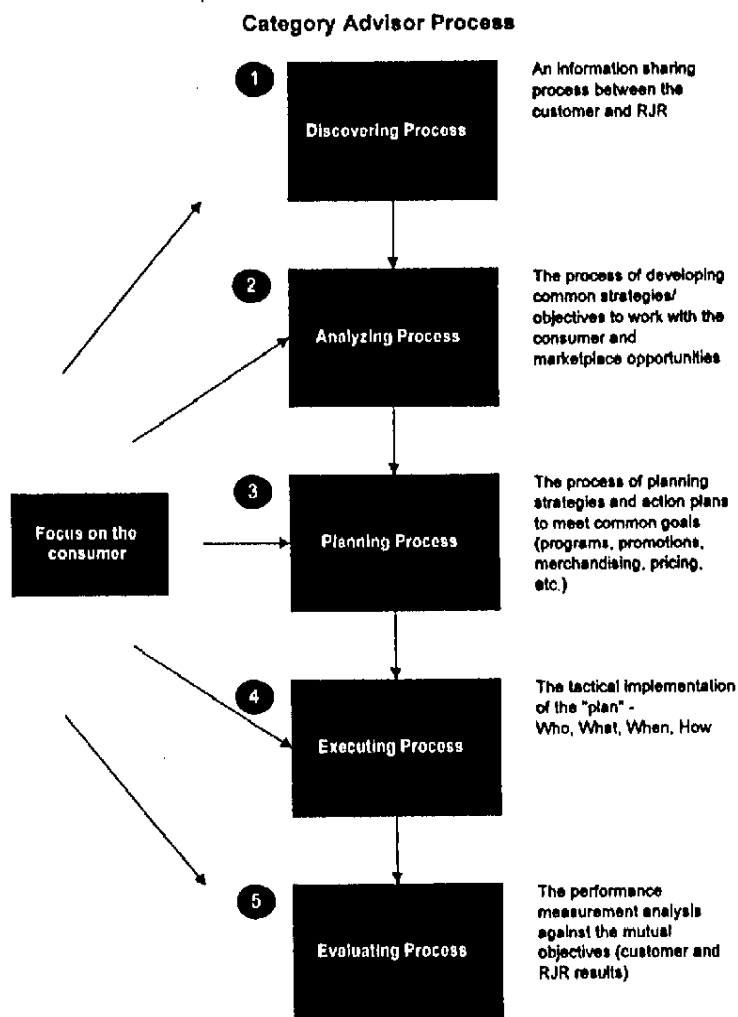 Category Advisor Process
1
Discovering Process
An information sharing
process between the
customer and RJR
2
Analyzing Process
The process of developing
common strategies/
objectives to work with the
consumer and
marketplace opportunities
Focus on the
consumer
3
Planning Process
The process of planning
strategies and action plans
to meet common goals
(programs, promotions,
merchandising, pricing,
etc.)
4
Executing Process
The tactical implementation
of the "plan" -
Who, What, When, How
5
Evaluating Process
The performance
measurement analysis
against the mutual
objectives (customer and
RJR results)